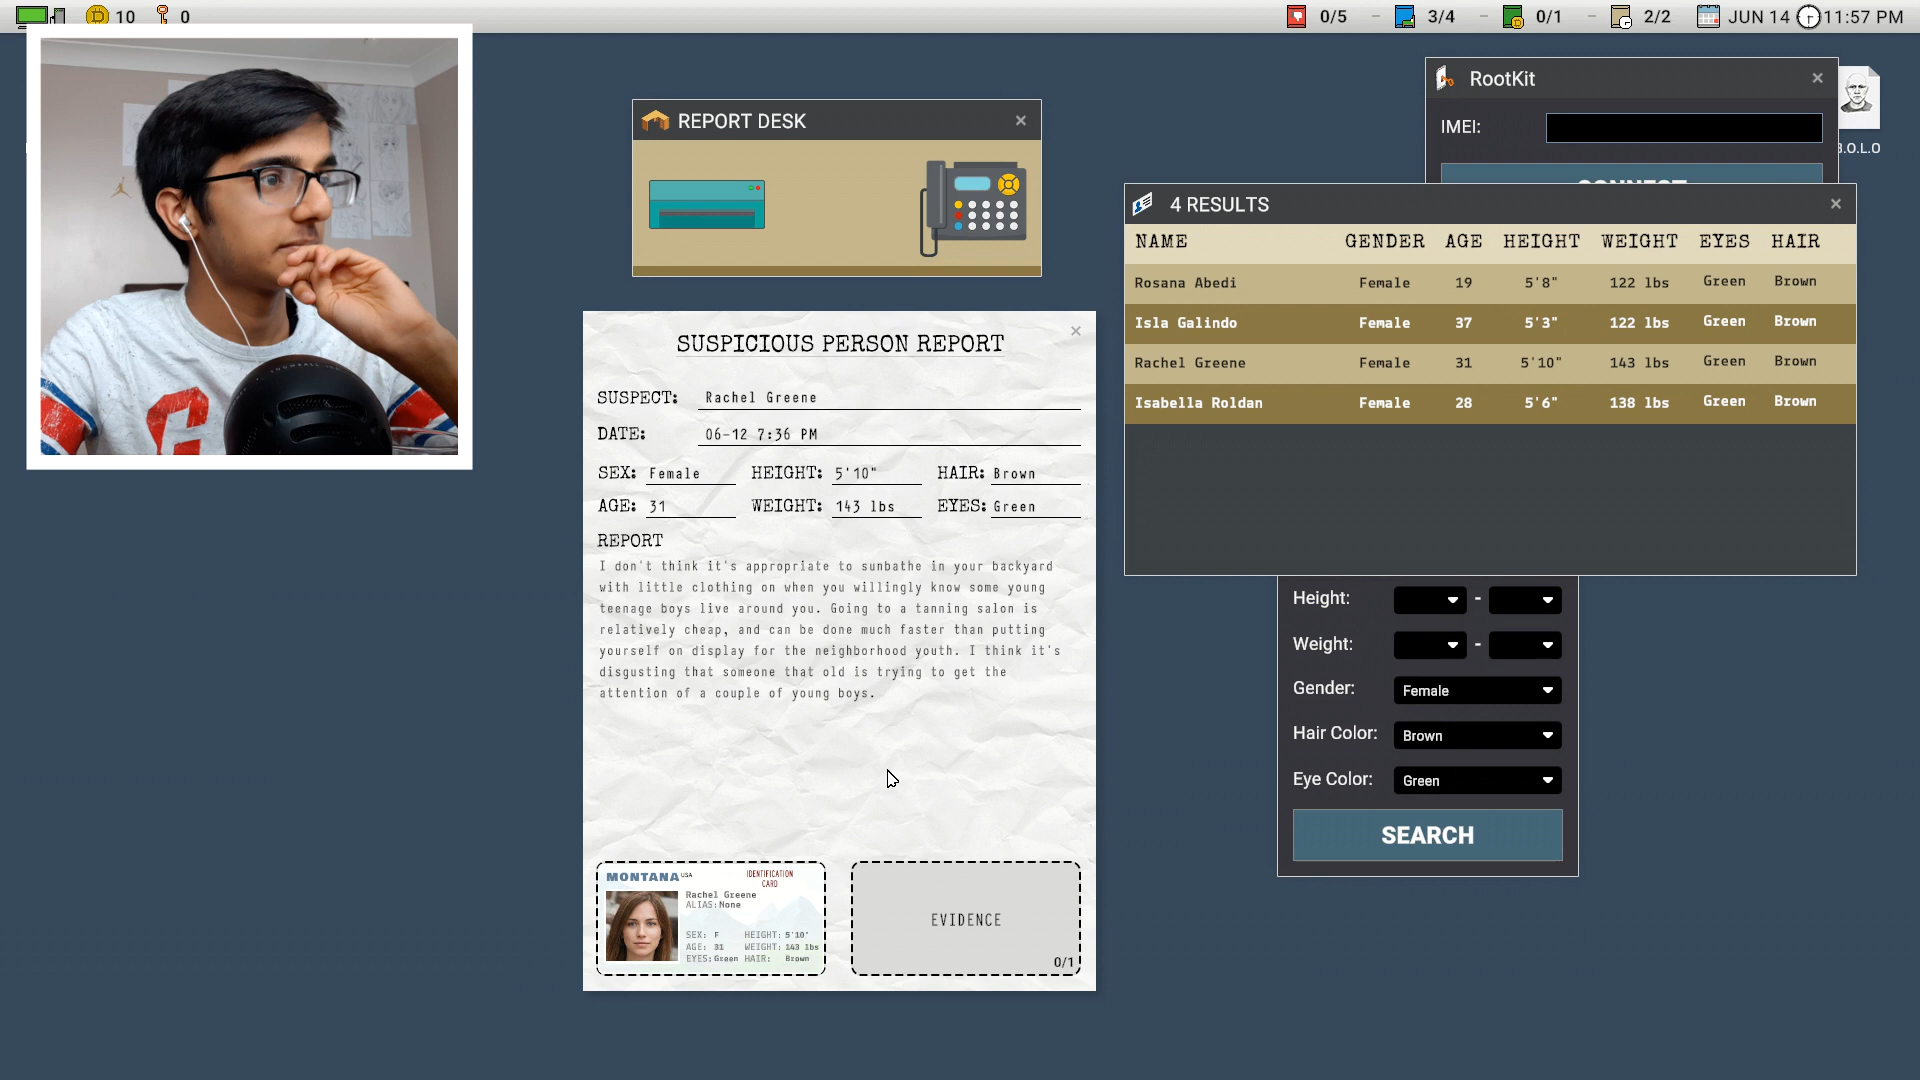 10
0
0/5
3/4
0/1
2/2
JUN 14
11:57 PM
RootKit
IMEI:
REPORT DESK
4 RESULTS
NAME GENDER AGE HEIGHT WEIGHT EYES HAIR
Rosana Abedi Female 19 5'8" 122 lbs Green Brown
Isla Galindo Female 37 5'3" 122 lbs Green Brown
Rachel Greene Female 31 5'10" 143 lbs Green Brown
Isabella Roldan Female 28 5'6" 138 lbs Green Brown
SUSPICIOUS PERSON REPORT
SUSPECT: Rachel Greene
DATE: 06-12 7:36 PM
SEX: Female HEIGHT: 5'10" HAIR: Brown
AGE: 31 WEIGHT: 143 lbs EYES: Green
REPORT
I don't think it's appropriate to sunbathe in your backyard
with little clothing on when you willingly know some young
teenage boys live around you. Going to a tanning salon is
relatively cheap, and can be done much faster than putting
yourself on display for the neighborhood youth. I think it's
disgusting that someone that old is trying to get the
attention of a couple of young boys.
MONTANA USA
IDENTIFICATION
CARD
Rachel Greene
ALIAS: None
SEX: F HEIGHT: 5'10"
AGE: 31 WEIGHT: 143 lbs
EYES: Green HAIR: Brown
EVIDENCE
0/1
Height: -
Weight: -
Gender: Female
Hair Color: Brown
Eye Color: Green
SEARCH